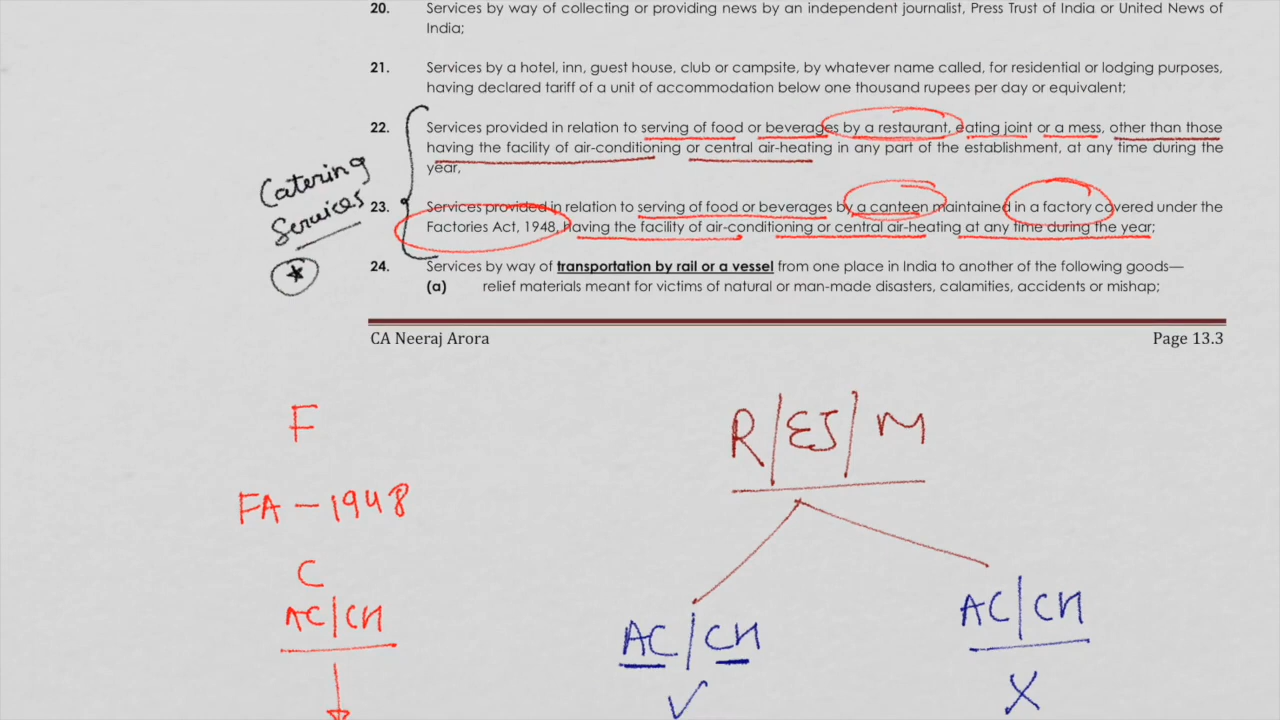 20. Services by way of collecting or providing news by an independent journalist, Press Trust of India or United News of
India;
21. Services by a hotel, inn, guest house, club or campsite, by whatever name called, for residential or lodging purposes,
having declared tariff of a unit of accommodation below one thousand rupees per day or equivalent;
22. Services provided in relation to serving of food or beverages by a restaurant, eating joint or a mess, other than those
having the facility of air-conditioning or central air-heating in any part of the establishment, at any time during the
year,
Catering
Services
23. Services provided in relation to serving of food or beverages by a canteen maintained in a factory covered under the
Factories Act, 1948, having the facility of air-conditioning or central air-heating at any time during the year;
24. Services by way of transportation by rail or a vessel from one place in India to another of the following goods—
(a) relief materials meant for victims of natural or man-made disasters, calamities, accidents or mishap;
CA Neeraj Arora Page 13.3
F
R/EJ/M
FA - 1948
C
AC/CH
AC/CH
AC/CH
✓ X